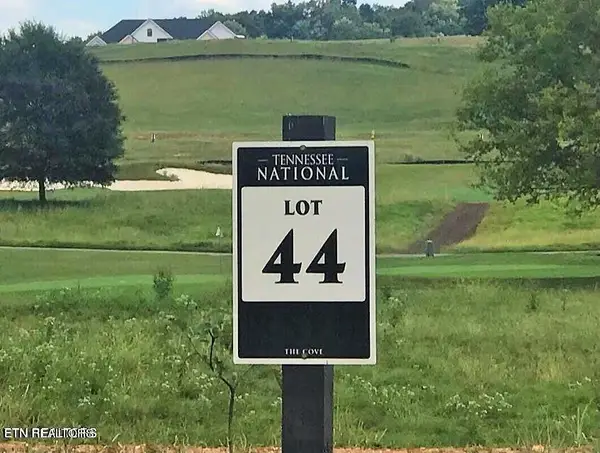 TENNESSEE
NATIONAL
LOT
44
THE COVE
ETN REALTORS